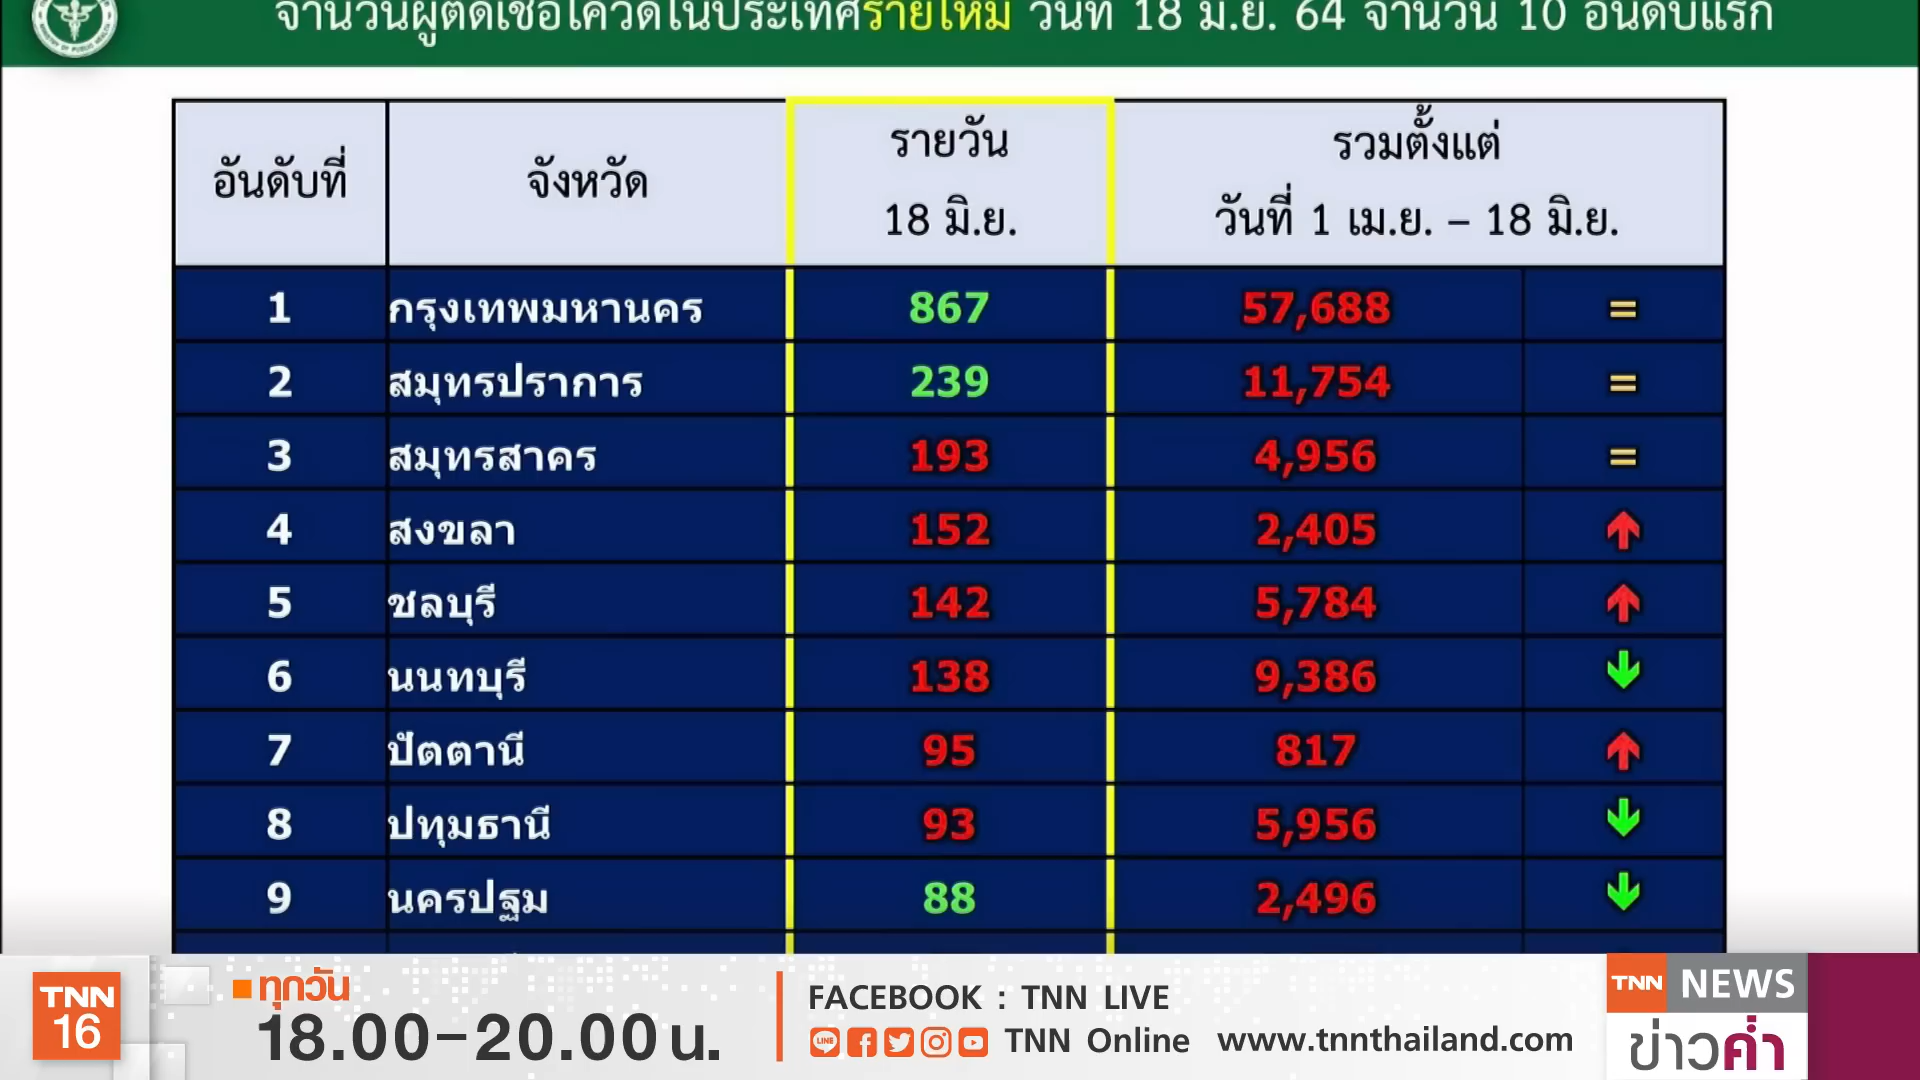 จำนวนผู้ติดเชื้อโควิดในประเทศรายใหม่ วันที่ 18 มิ.ย. 64 จำนวน 10 อันดับแรก
อันดับที่ จังหวัด รายวัน 18 มิ.ย. รวมตั้งแต่ วันที่ 1 เม.ย. – 18 มิ.ย.
1 กรุงเทพมหานคร 867 57,688 =
2 สมุทรปราการ 239 11,754 =
3 สมุทรสาคร 193 4,956 =
4 สงขลา 152 2,405 ↑
5 ชลบุรี 142 5,784 ↑
6 นนทบุรี 138 9,386 ↓
7 ปัตตานี 95 817 ↑
8 ปทุมธานี 93 5,956 ↓
9 นครปฐม 88 2,496 ↓
TNN 16
ทุกวัน
18.00-20.00 น.
FACEBOOK : TNN LIVE
TNN Online www.tnnthailand.com
TNN NEWS
ข่าวค่ำ